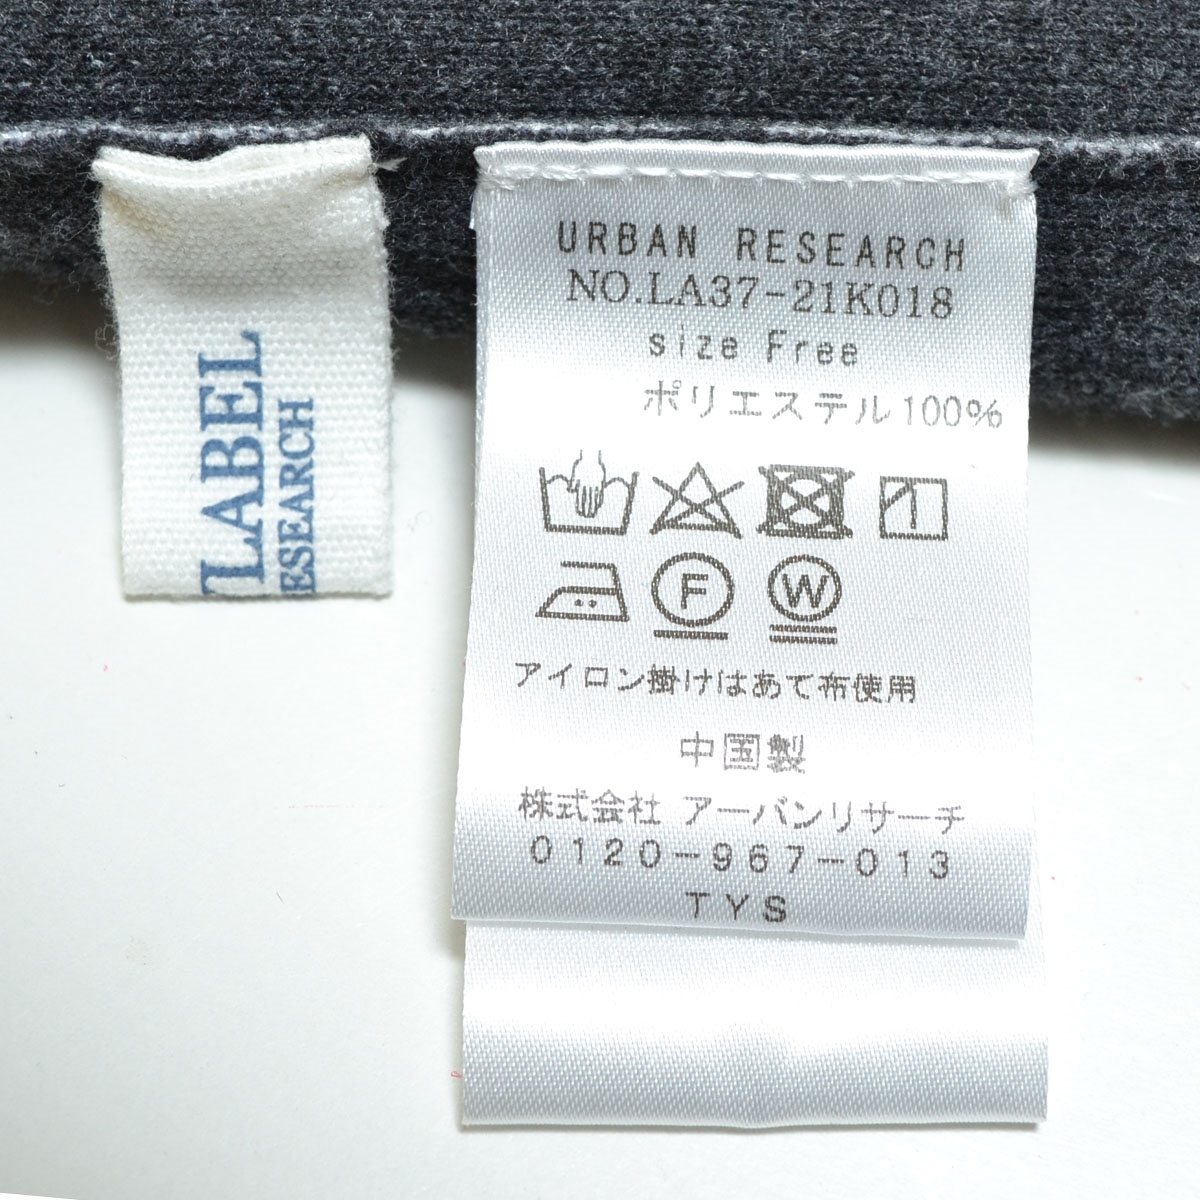 TLABEL
ESEARCH
URBAN RESEARCH
NO.LA37-21K018
size Free
ポリエステル100%
F W
アイロン掛けはあて布使用
中国製
株式会社 アーバンリサーチ
0120-967-013
TYS